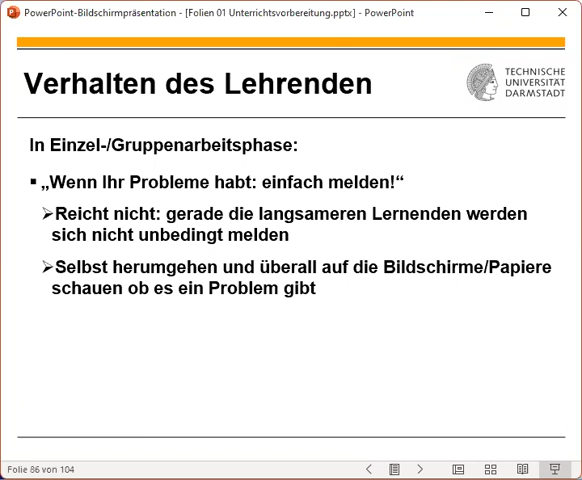 PowerPoint-Bildschirmpräsentation - [Folien 01 Unterrichtsvorbereitung.pptx] - PowerPoint
Verhalten des Lehrenden
TECHNISCHE
UNIVERSITÄT
DARMSTADT
In Einzel-/Gruppenarbeitsphase:
▪ „Wenn Ihr Probleme habt: einfach melden!“
➢Reicht nicht: gerade die langsameren Lernenden werden
sich nicht unbedingt melden
➢Selbst herumgehen und überall auf die Bildschirme/Papiere
schauen ob es ein Problem gibt
Folie 86 von 104